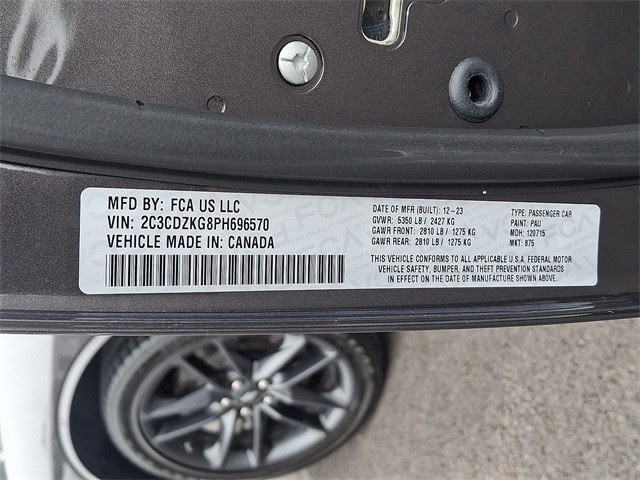 MFD BY: FCA US LLC
VIN: 2C3CDZKG8PH696570
VEHICLE MADE IN: CANADA
DATE OF MFR (BUILT): 12-23
GVWR: 5350 LB / 2427 KG
GAWR FRONT: 2810 LB / 1275 KG
GAWR REAR: 2810 LB / 1275 KG
TYPE: PASSENGER CAR
PAINT: PAU
MDH: 120715
MKT: 875
THIS VEHICLE CONFORMS TO ALL APPLICABLE U.S.A. FEDERAL MOTOR
VEHICLE SAFETY, BUMPER, AND THEFT PREVENTION STANDARDS
IN EFFECT ON THE DATE OF MANUFACTURE SHOWN ABOVE.